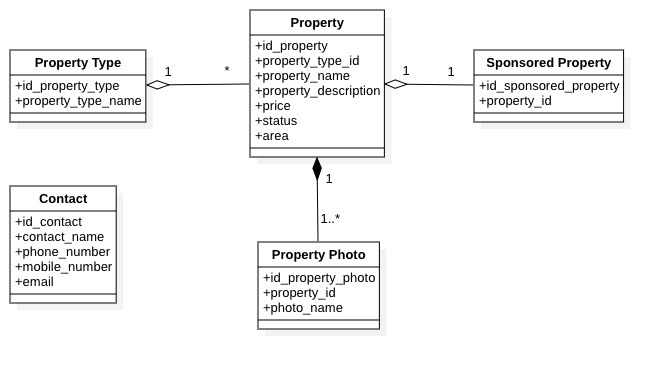 Property
+id_property
+property_type_id
+property_name
+property_description
+price
+status
+area
Property Type
+id_property_type
+property_type_name
1
*
1
1
Sponsored Property
+id_sponsored_property
+property_id
1
1..*
Contact
+id_contact
+contact_name
+phone_number
+mobile_number
+email
Property Photo
+id_property_photo
+property_id
+photo_name